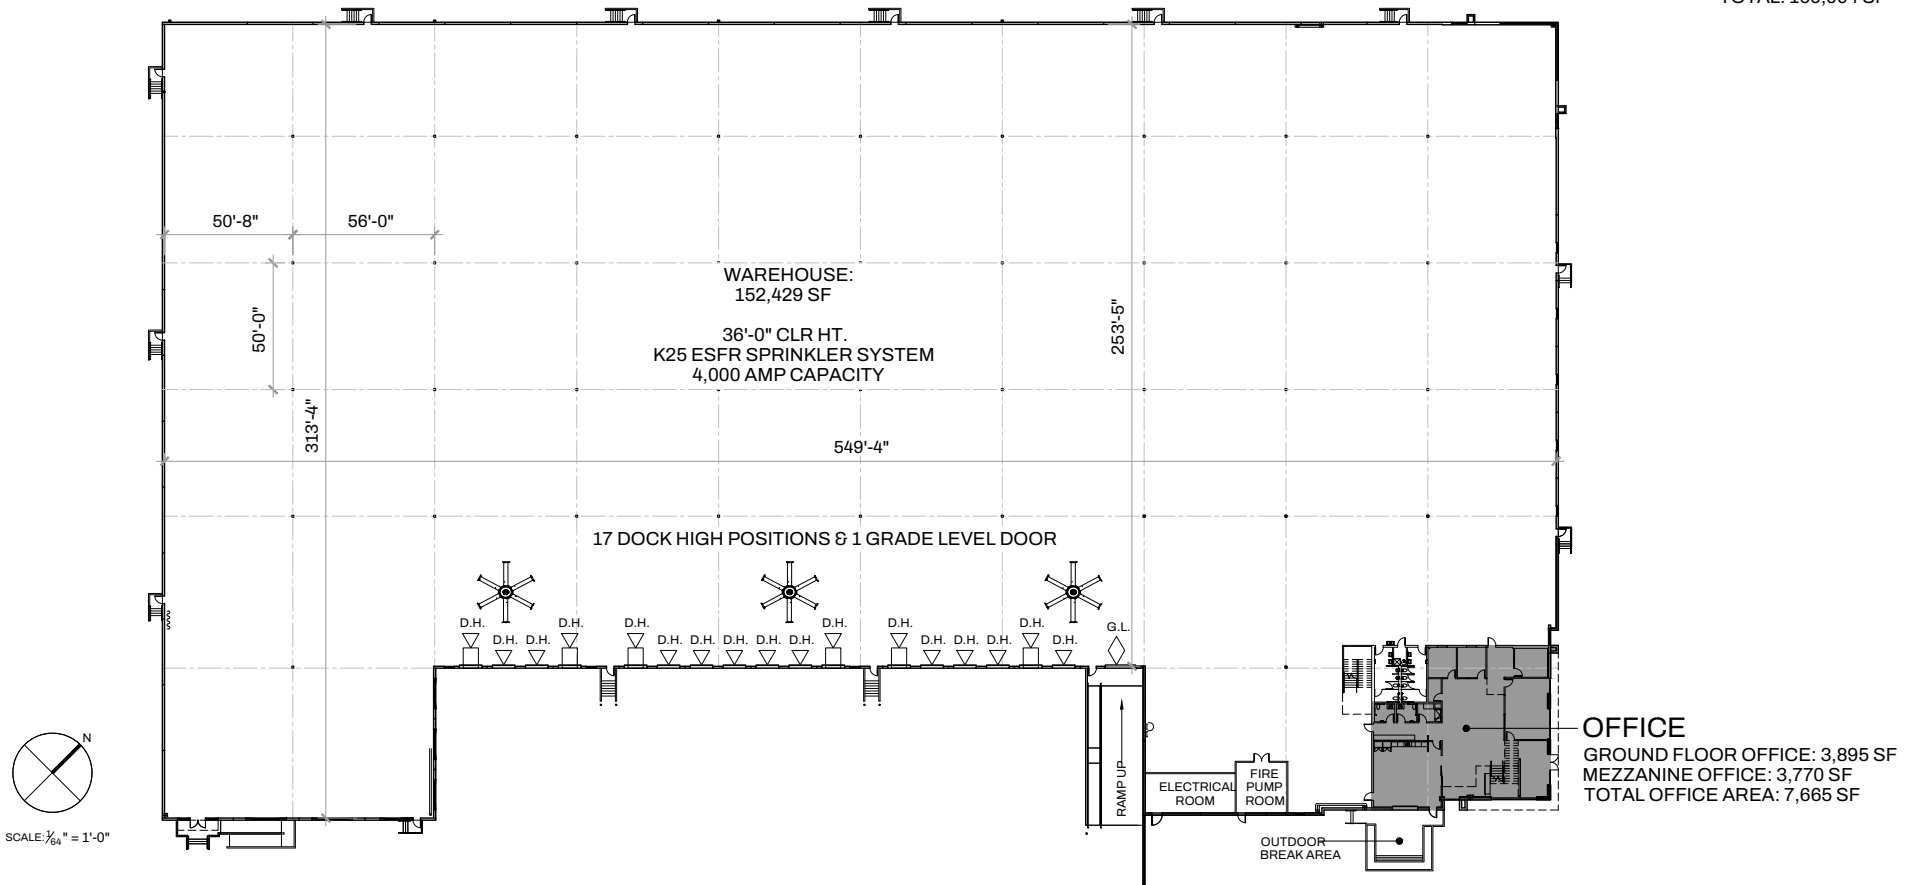 50'-8"
56'-0"
WAREHOUSE:
152,429 SF
36'-0" CLR HT.
K25 ESFR SPRINKLER SYSTEM
4,000 AMP CAPACITY
50'-0"
253'-5"
313'-4"
549'-4"
17 DOCK HIGH POSITIONS & 1 GRADE LEVEL DOOR
D.H. D.H. D.H. D.H. D.H. D.H. D.H. D.H. D.H. D.H. D.H. D.H. D.H. D.H. D.H. D.H. D.H. G.L.
N
SCALE: 1/64" = 1'-0"
RAMP UP
ELECTRICAL
ROOM
FIRE
PUMP
ROOM
OFFICE
GROUND FLOOR OFFICE: 3,895 SF
MEZZANINE OFFICE: 3,770 SF
TOTAL OFFICE AREA: 7,665 SF
OUTDOOR
BREAK AREA